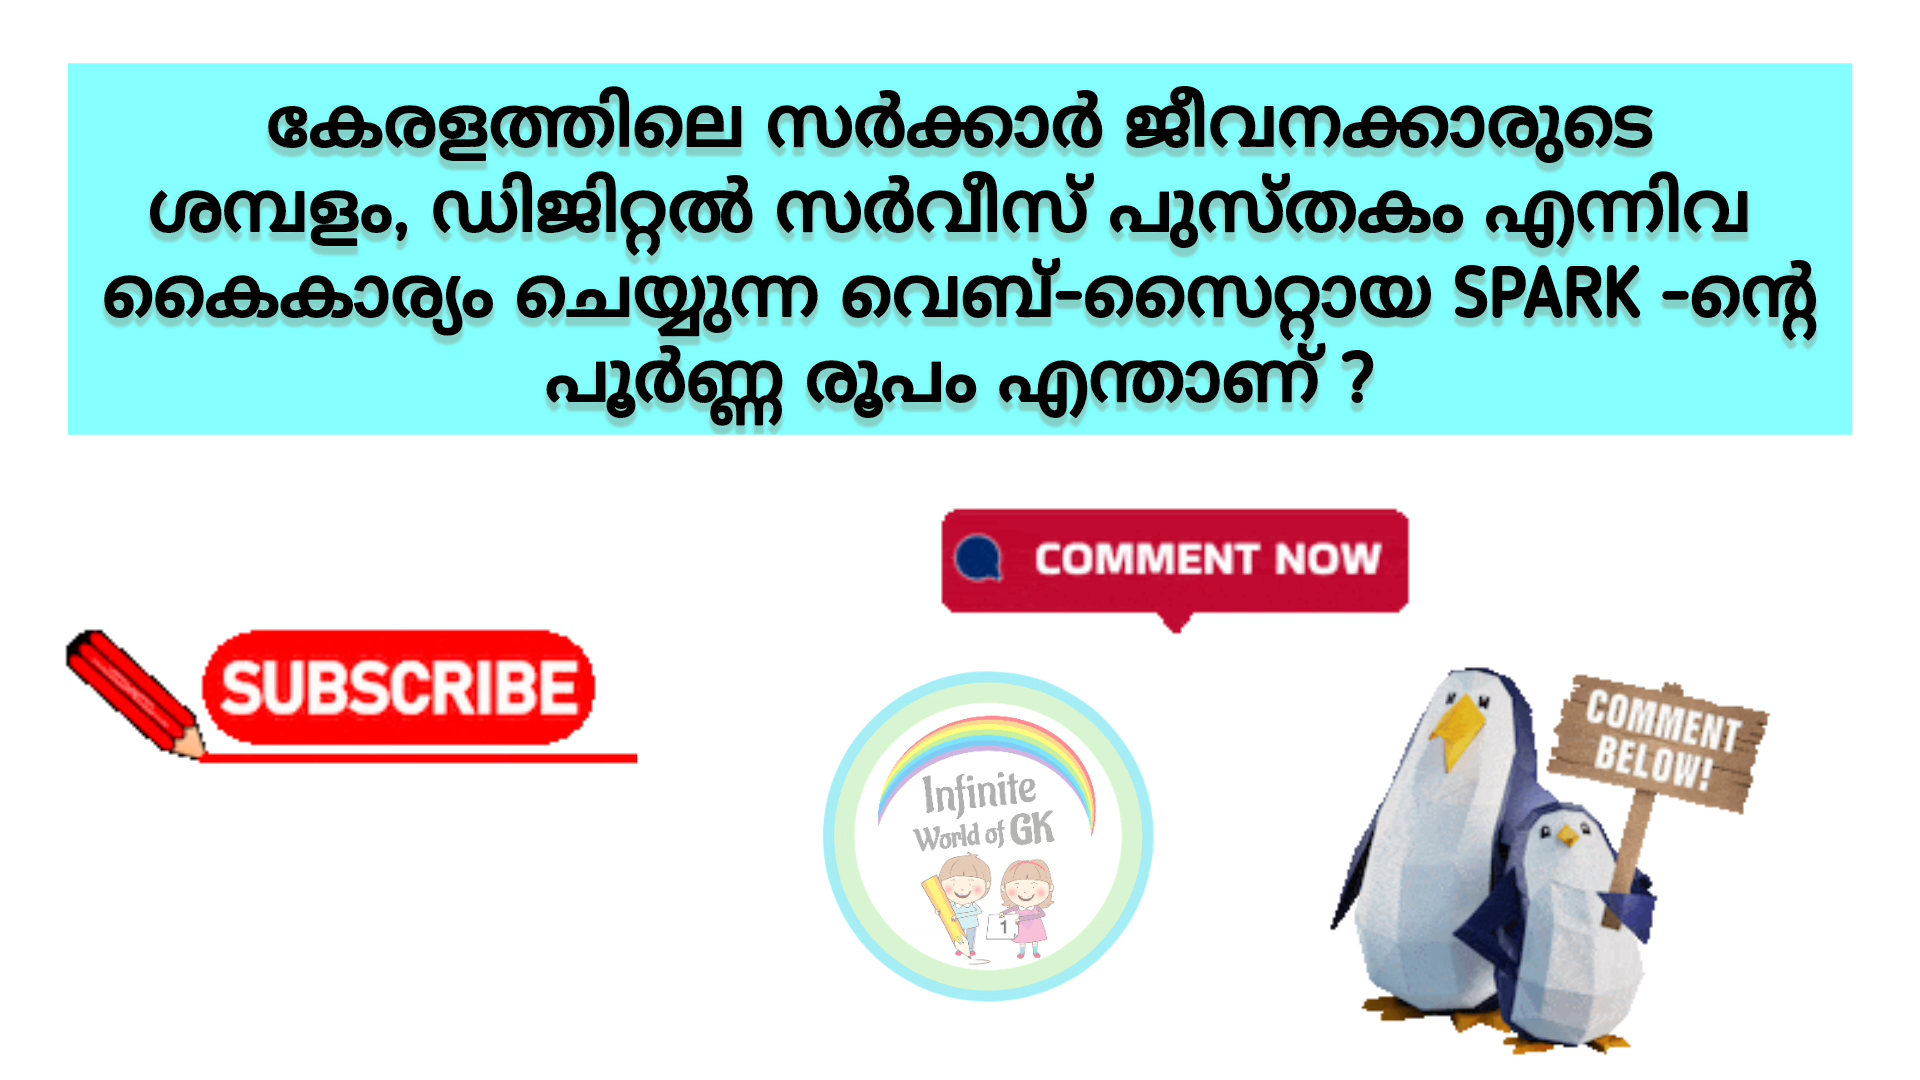 കേരളത്തിലെ സർക്കാർ ജീവനക്കാരുടെ
ശമ്പളം, ഡിജിറ്റൽ സർവീസ് പുസ്തകം എന്നിവ
കൈകാര്യം ചെയ്യുന്ന വെബ്-സൈറ്റായ SPARK -ന്റെ
പൂർണ്ണ രൂപം എന്താണ് ?
COMMENT NOW
SUBSCRIBE
COMMENT
BELOW!
Infinite
World of GK
1